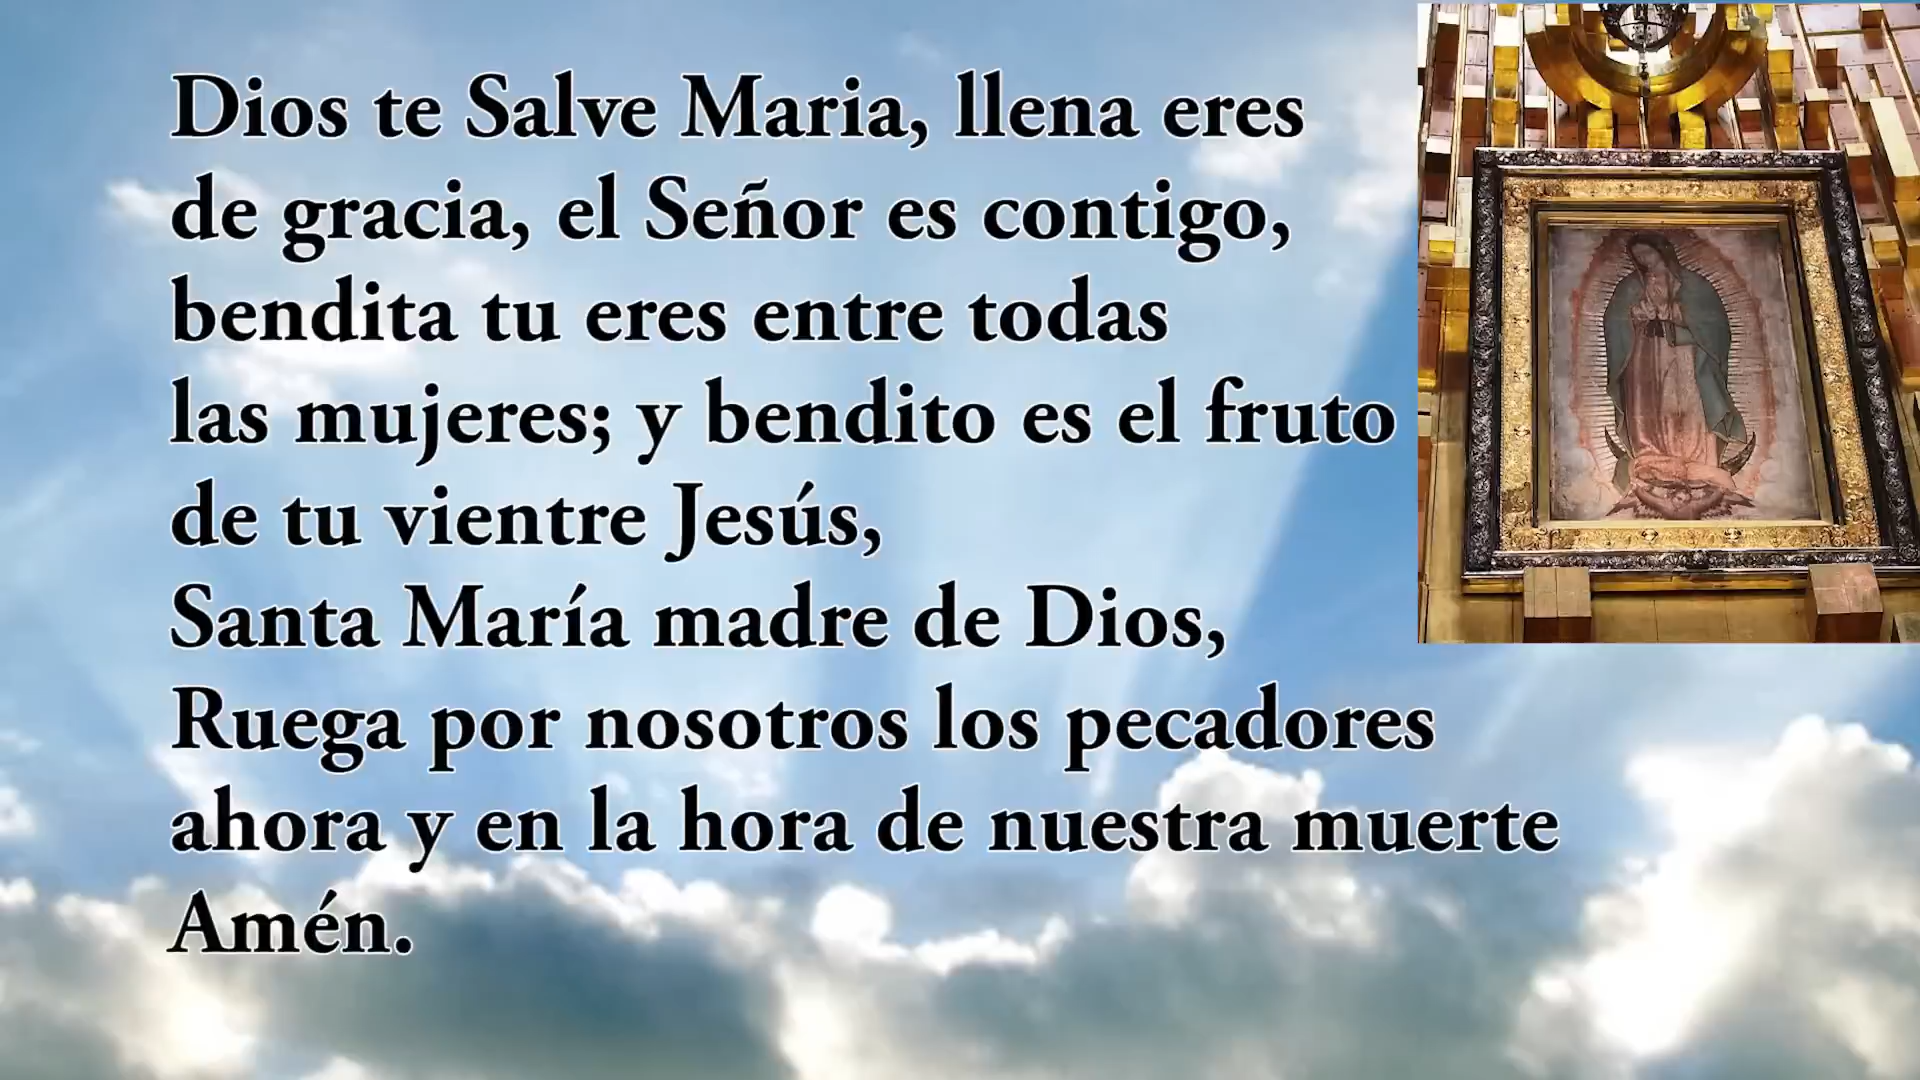 Dios te Salve Maria, llena eres
de gracia, el Señor es contigo,
bendita tu eres entre todas
las mujeres; y bendito es el fruto
de tu vientre Jesús,
Santa María madre de Dios,
Ruega por nosotros los pecadores
ahora y en la hora de nuestra muerte
Amén.